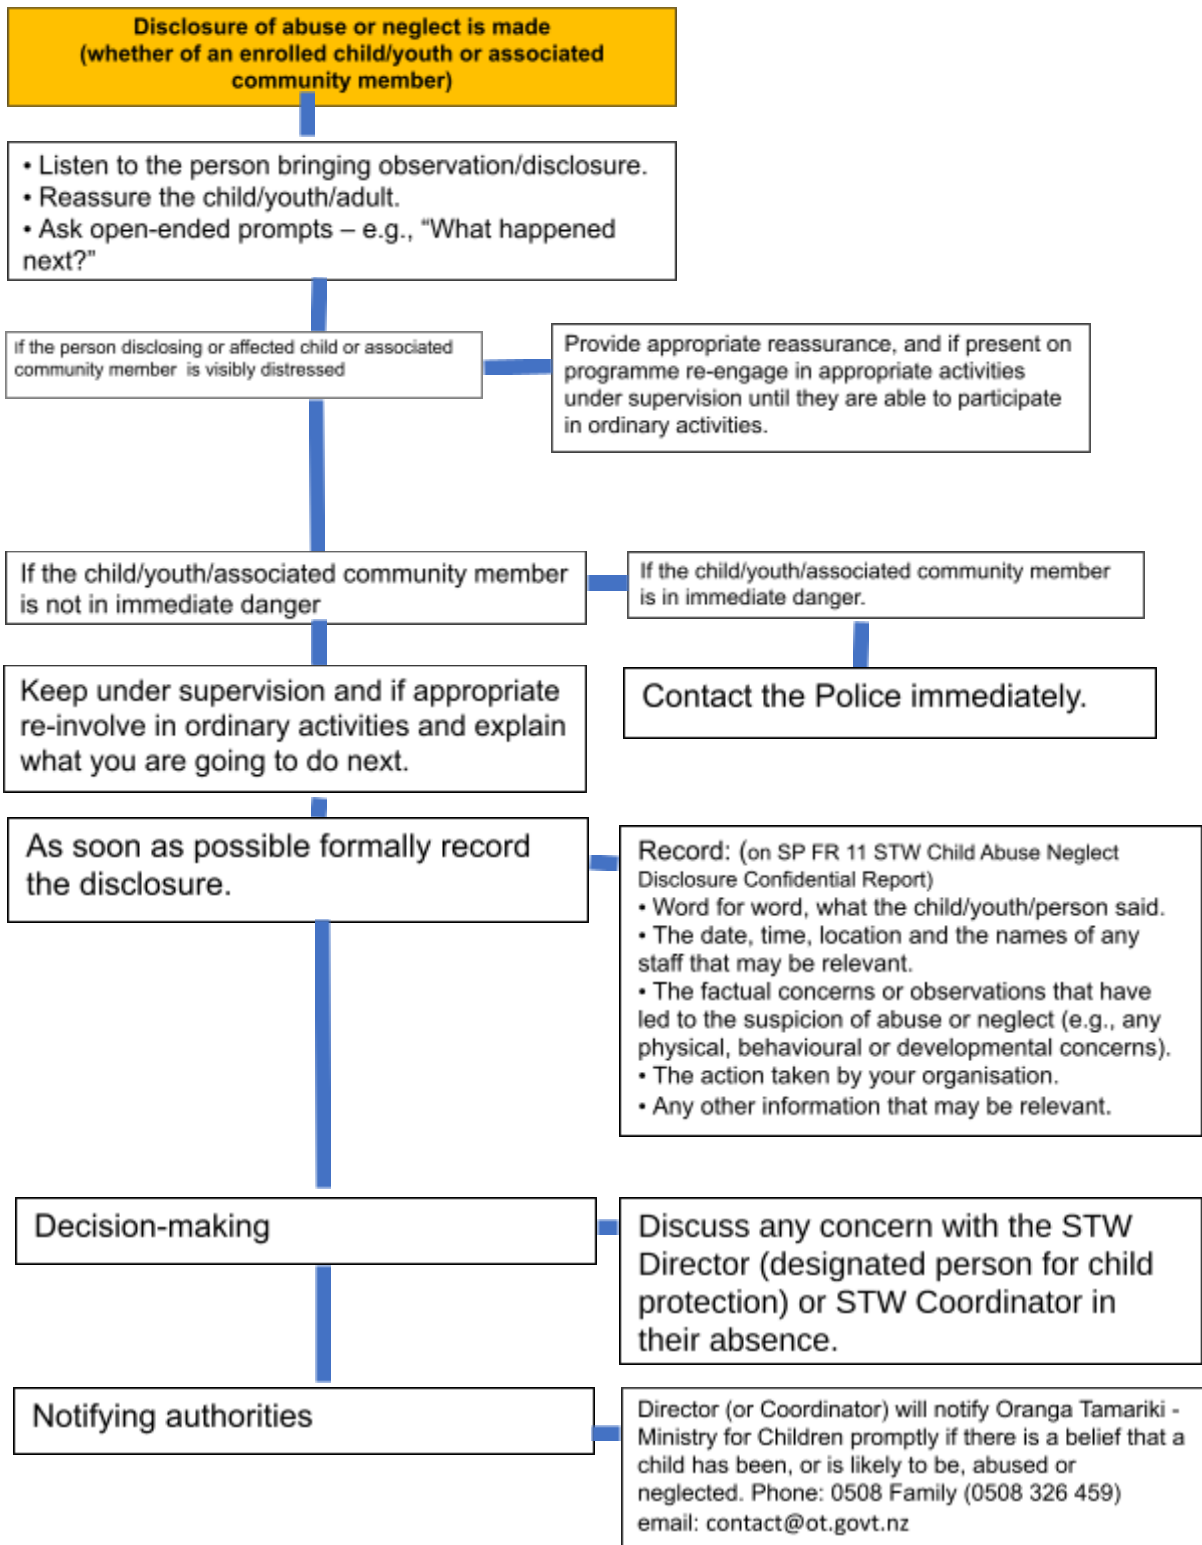 Disclosure of abuse or neglect is made
(whether of an enrolled child/youth or associated
community member)
• Listen to the person bringing observation/disclosure.
• Reassure the child/youth/adult.
• Ask open-ended prompts – e.g., “What happened
next?”
If the person disclosing or affected child or associated
community member is visibly distressed
Provide appropriate reassurance, and if present on
programme re-engage in appropriate activities
under supervision until they are able to participate
in ordinary activities.
If the child/youth/associated community member
is not in immediate danger
If the child/youth/associated community member
is in immediate danger.
Keep under supervision and if appropriate
re-involve in ordinary activities and explain
what you are going to do next.
Contact the Police immediately.
As soon as possible formally record
the disclosure.
Record: (on SP FR 11 STW Child Abuse Neglect
Disclosure Confidential Report)
• Word for word, what the child/youth/person said.
• The date, time, location and the names of any
staff that may be relevant.
• The factual concerns or observations that have
led to the suspicion of abuse or neglect (e.g., any
physical, behavioural or developmental concerns).
• The action taken by your organisation.
• Any other information that may be relevant.
Decision-making
Discuss any concern with the STW
Director (designated person for child
protection) or STW Coordinator in
their absence.
Notifying authorities
Director (or Coordinator) will notify Oranga Tamariki -
Ministry for Children promptly if there is a belief that a
child has been, or is likely to be, abused or
neglected. Phone: 0508 Family (0508 326 459)
email: contact@ot.govt.nz